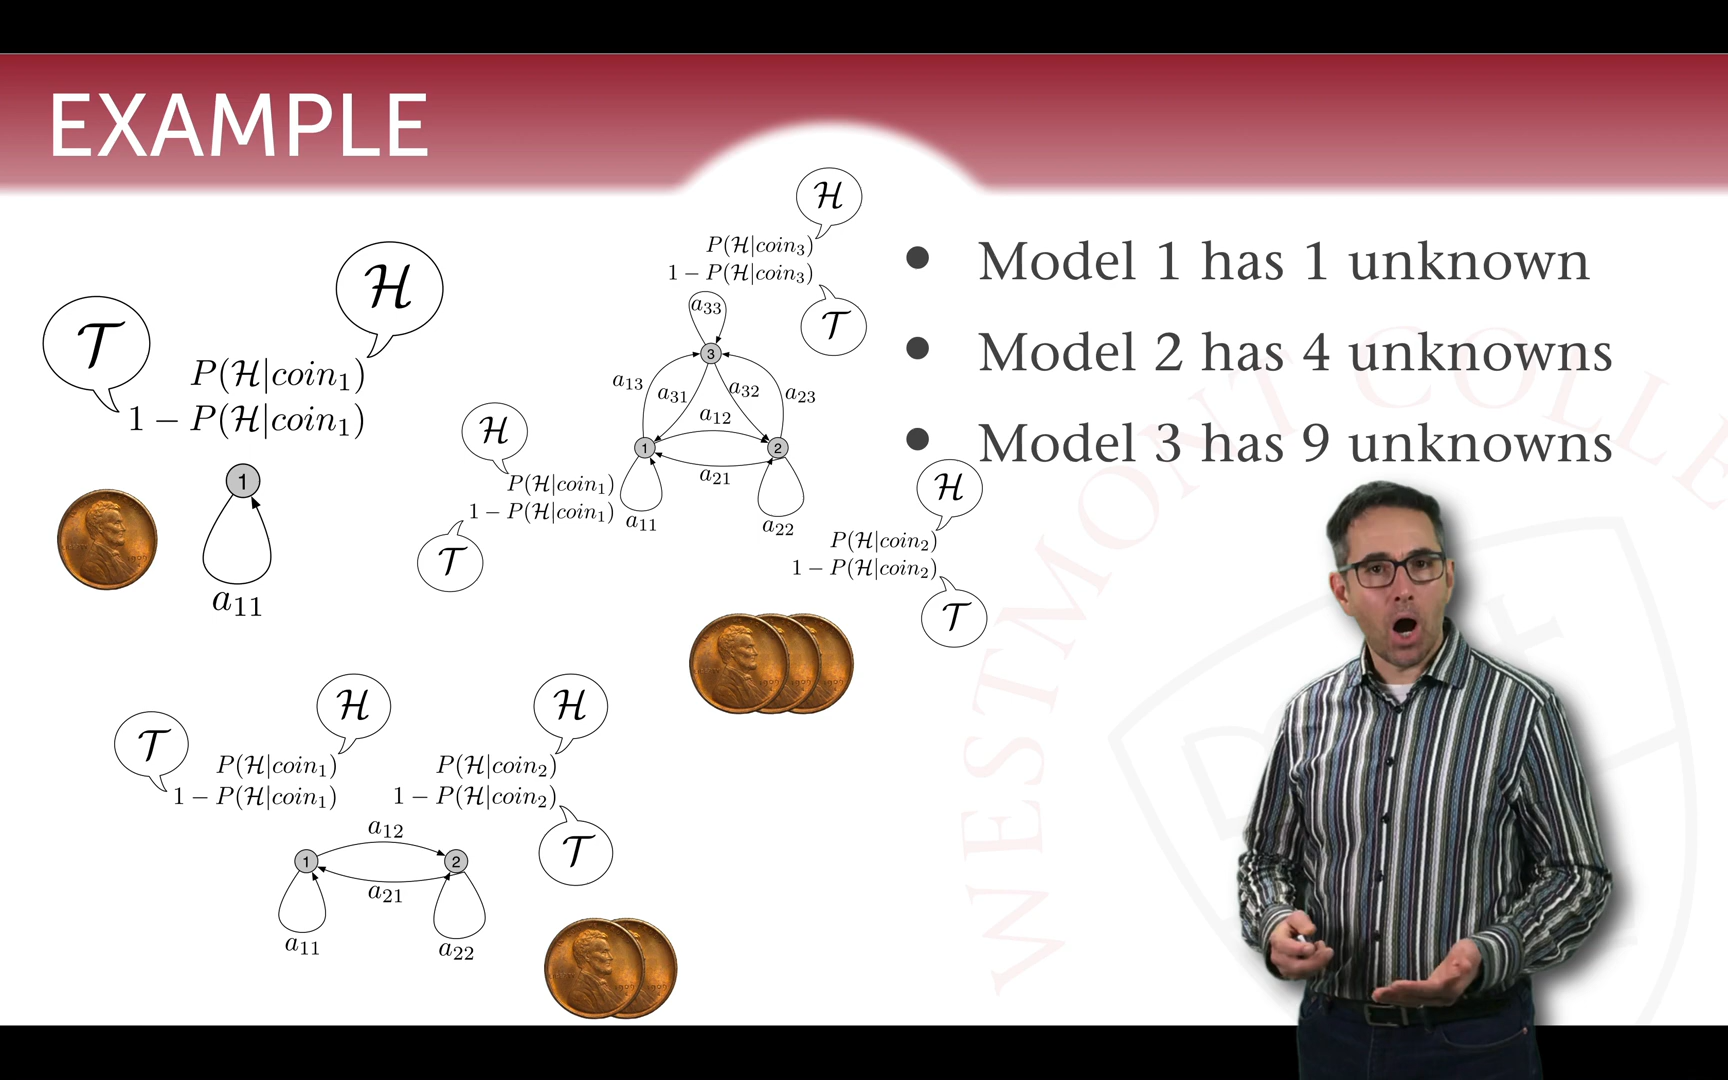 EXAMPLE
H
T
P(H|coin₁)
1 − P(H|coin₁)
1
a₁₁
H
P(H|coin₃)
1 − P(H|coin₃)
T
a₃₃
3
a₁₃
a₃₁
a₃₂
a₂₃
a₁₂
1
2
a₂₁
a₁₁
a₂₂
H
P(H|coin₁)
1 − P(H|coin₁)
T
H
P(H|coin₂)
1 − P(H|coin₂)
T
H
T
P(H|coin₁)
1 − P(H|coin₁)
H
P(H|coin₂)
1 − P(H|coin₂)
T
a₁₂
1
2
a₂₁
a₁₁
a₂₂
• Model 1 has 1 unknown
• Model 2 has 4 unknowns
• Model 3 has 9 unknowns
WESTMONT COLLE